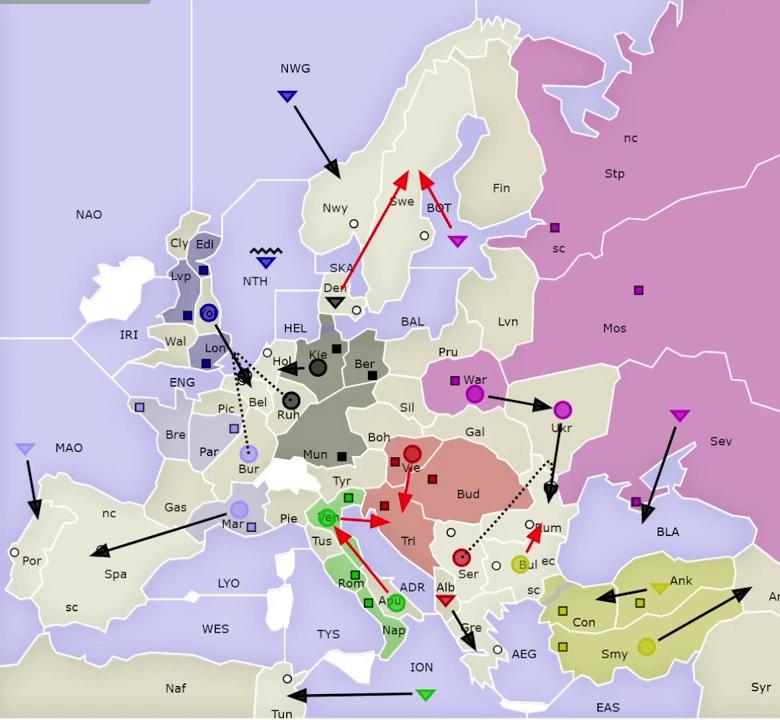 NWG
nc
Stp
Fin
Swe
BOT
Nwy
NAO
Cly
Edi
sc
SKA
NTH
Lvp
Den
Mos
Lvn
BAL
HEL
IRI
Wal
Lon
Hol
Kie
Ber
Pru
ENG
War
Bel
Pic
Ruh
Sil
Ukr
Bre
Gal
Boh
Sev
MAO
Par
Bur
Mun
Vie
Tyr
Bud
nc
Gas
Mar
Pie
Ven
Rum
BLA
Por
Tus
Tri
Spa
Ser
Bul
ec
LYO
Rom
ADR
Alb
sc
Ank
sc
Apu
Con
WES
TYS
Nap
Gre
AEG
Smy
ION
Naf
Syr
Tun
EAS